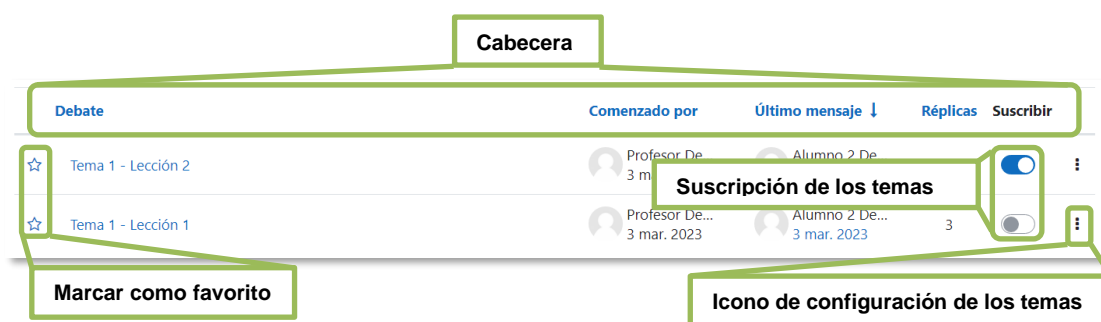 Cabecera
Debate Comenzado por Último mensaje ↓ Réplicas Suscribir
Tema 1 - Lección 2 Profesor De... Alumno 2 De...
3
Suscripción de los temas
Tema 1 - Lección 1 Profesor De... Alumno 2 De... 3
3 mar. 2023 3 mar. 2023
Marcar como favorito
Icono de configuración de los temas